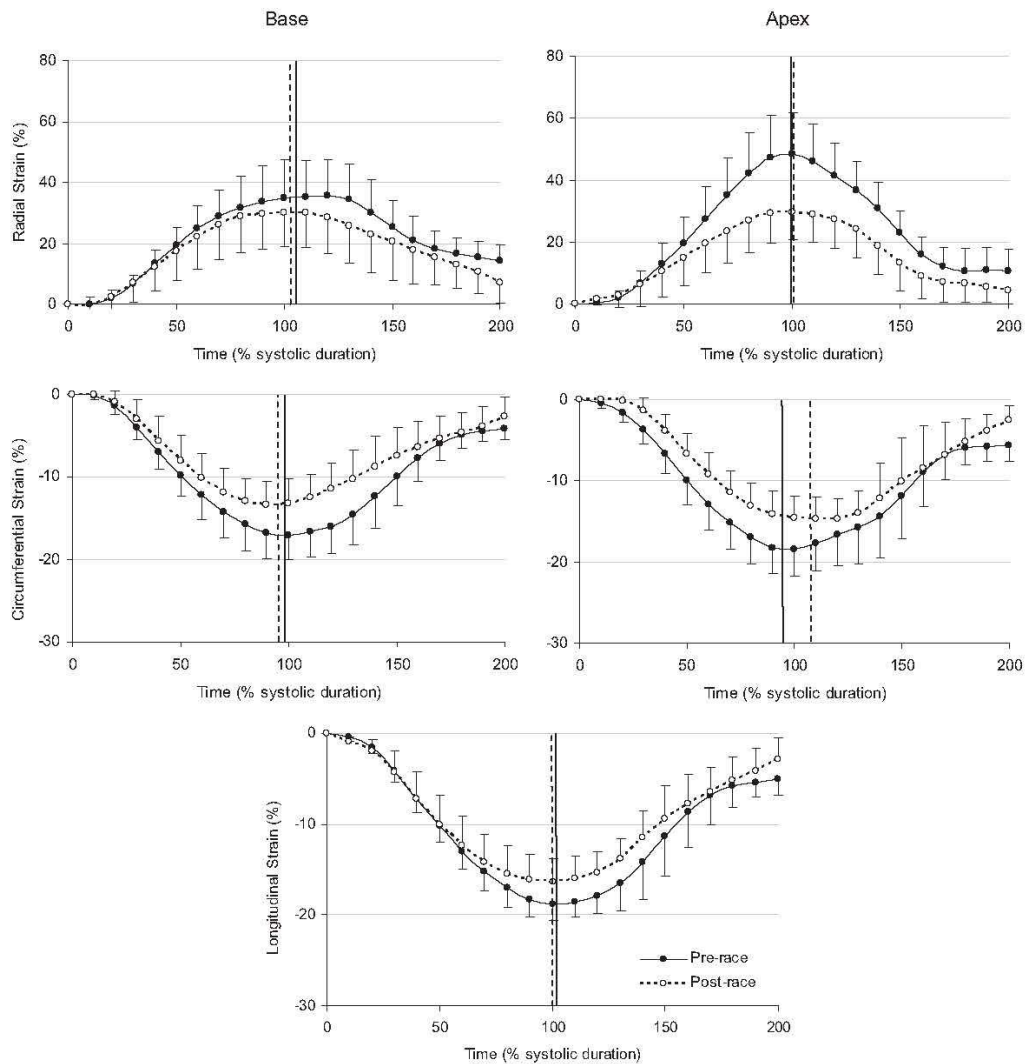 Base
Apex
80
60
40
20
0
Radial Strain (%)
0 50 100 150 200
Time (% systolic duration)
80
60
40
20
0
0 50 100 150 200
Time (% systolic duration)
0
-10
-20
-30
Circumferential Strain (%)
0 50 100 150 200
Time (% systolic duration)
0
-10
-20
-30
0 50 100 150 200
Time (% systolic duration)
0
-10
-20
-30
Longitudinal Strain (%)
Pre-race
Post-race
0 50 100 150 200
Time (% systolic duration)